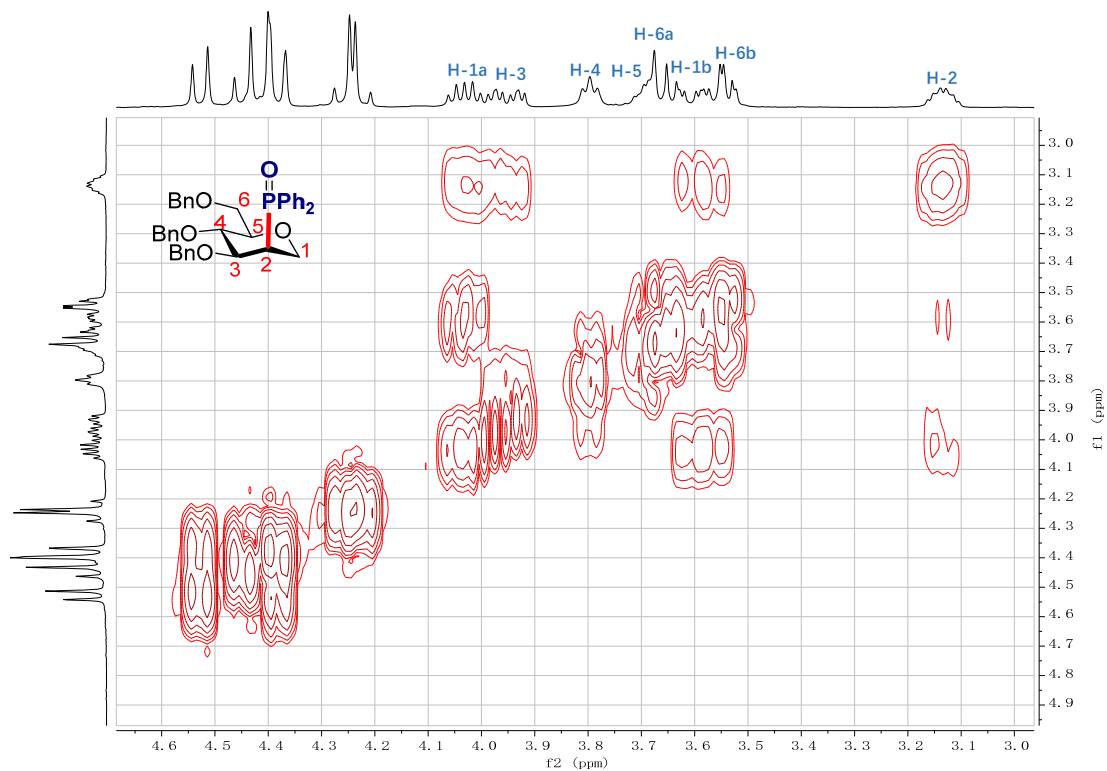 H-6a
H-6b
H-1a
H-3
H-4
H-5
H-1b
H-2
O
PPh2
BnO
6
BnO
4
5
O
BnO
3
2
1
3.0
3.1
3.2
3.3
3.4
3.5
3.6
3.7
3.8
3.9
4.0
4.1
4.2
4.3
4.4
4.5
4.6
4.7
4.8
4.9
f1 (ppm)
4.6 4.5 4.4 4.3 4.2 4.1 4.0 3.9 3.8 3.7 3.6 3.5 3.4 3.3 3.2 3.1 3.0
f2 (ppm)